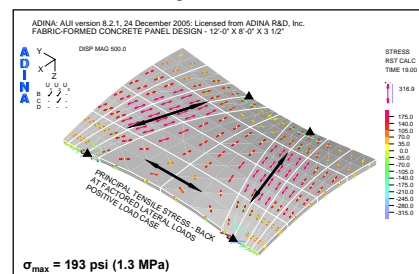 ADINA: AUI version 8.2.1, 24 December 2005: Licensed from ADINA R&D, Inc.
FABRIC-FORMED CONCRETE PANEL DESIGN - 12'-0" X 8'-0" X 3 1/2"
ADINA
Y
X
Z
DISP MAG 500.0
STRESS
RST CALC
TIME 19.00
316.9
175.0
140.0
105.0
70.0
35.0
0.0
-35.0
-70.0
-105.0
-140.0
-175.0
-210.0
-245.0
-280.0
-315.0
B
C
D
PRINCIPAL TENSILE STRESS - BACK
AT FACTORED LATERAL LOADS
POSITIVE LOAD CASE
σmax = 193 psi (1.3 MPa)